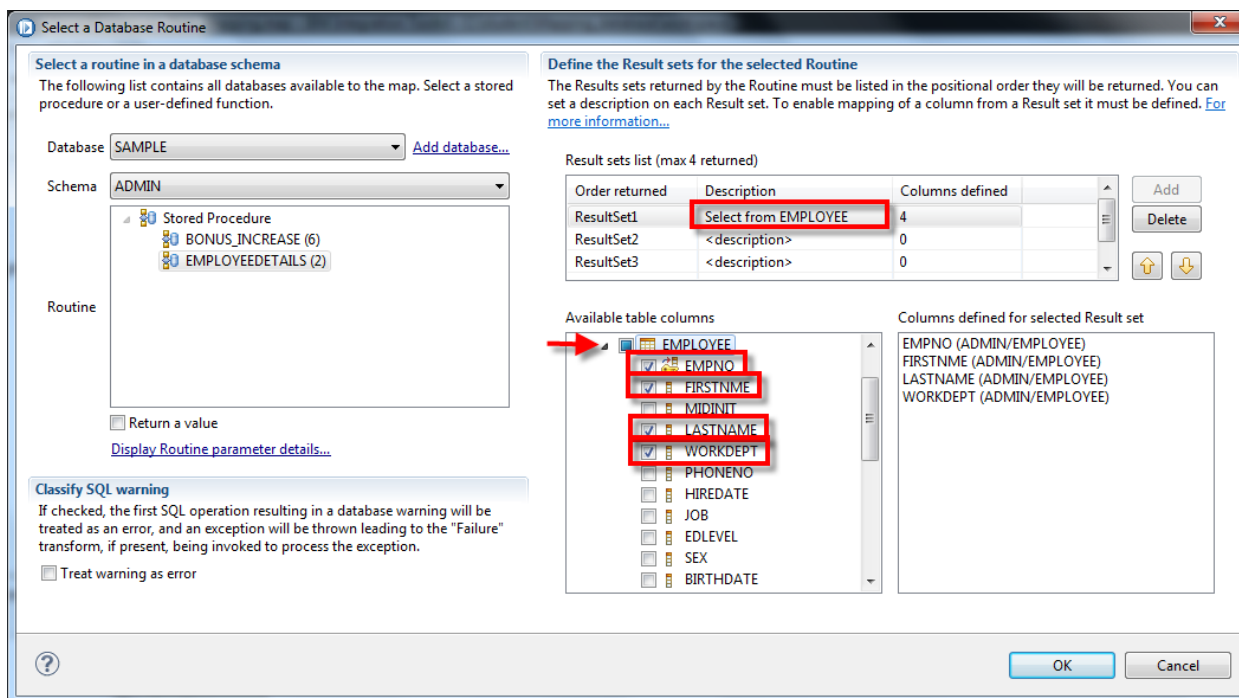 Select a Database Routine
Select a routine in a database schema
The following list contains all databases available to the map. Select a stored
procedure or a user-defined function.
Database SAMPLE Add database...
Schema ADMIN
Stored Procedure
BONUS_INCREASE (6)
EMPLOYEEDETAILS (2)
Routine
Return a value
Display Routine parameter details...
Classify SQL warning
If checked, the first SQL operation resulting in a database warning will be
treated as an error, and an exception will be thrown leading to the "Failure"
transform, if present, being invoked to process the exception.
Treat warning as error
Define the Result sets for the selected Routine
The Results sets returned by the Routine must be listed in the positional order they will be returned. You can
set a description on each Result set. To enable mapping of a column from a Result set it must be defined. For
more information...
Result sets list (max 4 returned)
Order returned Description Columns defined
ResultSet1 Select from EMPLOYEE 4
ResultSet2 <description> 0
ResultSet3 <description> 0
Add
Delete
Available table columns
EMPLOYEE
EMPNO
FIRSTNME
MIDINIT
LASTNAME
WORKDEPT
PHONENO
HIREDATE
JOB
EDLEVEL
SEX
BIRTHDATE
Columns defined for selected Result set
EMPNO (ADMIN/EMPLOYEE)
FIRSTNME (ADMIN/EMPLOYEE)
LASTNAME (ADMIN/EMPLOYEE)
WORKDEPT (ADMIN/EMPLOYEE)
?
OK Cancel